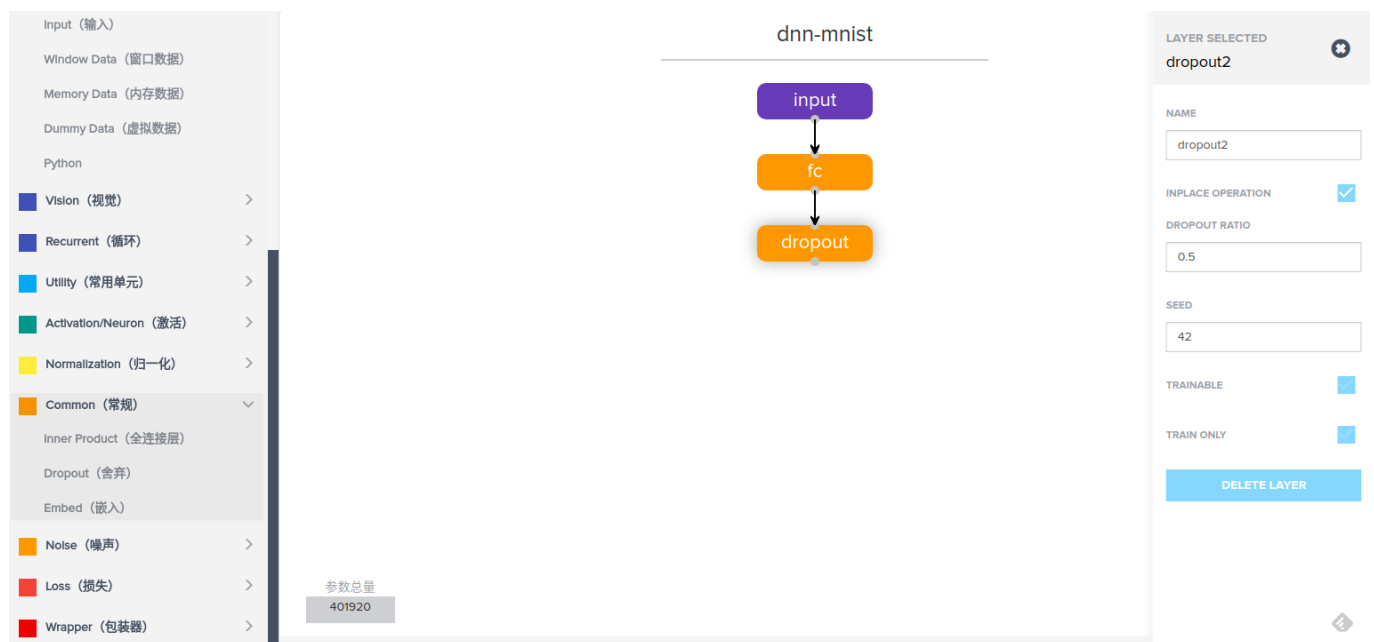 Input（输入）
Window Data（窗口数据）
Memory Data（内存数据）
Dummy Data（虚拟数据）
Python
Vision（视觉）
Recurrent（循环）
Utility（常用单元）
Activation/Neuron（激活）
Normalization（归一化）
Common（常规）
Inner Product（全连接层）
Dropout（舍弃）
Embed（嵌入）
Noise（噪声）
Loss（损失）
Wrapper（包装器）
dnn-mnist
input
fc
dropout
参数总量
401920
LAYER SELECTED
dropout2
NAME
dropout2
INPLACE OPERATION
DROPOUT RATIO
0.5
SEED
42
TRAINABLE
TRAIN ONLY
DELETE LAYER